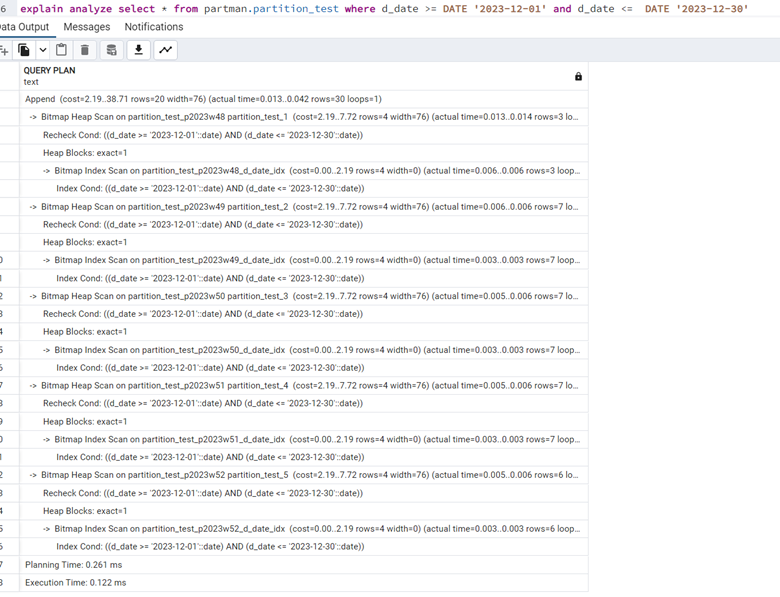 6 explain analyze select * from partman.partition_test where d_date >= DATE '2023-12-01' and d_date <= DATE '2023-12-30'
ata Output Messages Notifications
QUERY PLAN
text
Append (cost=2.19..38.71 rows=20 width=76) (actual time=0.013..0.042 rows=30 loops=1)
-> Bitmap Heap Scan on partition_test_p2023w48 partition_test_1 (cost=2.19..7.72 rows=4 width=76) (actual time=0.013..0.014 rows=3 lo...
Recheck Cond: ((d_date >= '2023-12-01'::date) AND (d_date <= '2023-12-30'::date))
Heap Blocks: exact=1
-> Bitmap Index Scan on partition_test_p2023w48_d_date_idx (cost=0.00..2.19 rows=4 width=0) (actual time=0.006..0.006 rows=3 loop...
Index Cond: ((d_date >= '2023-12-01'::date) AND (d_date <= '2023-12-30'::date))
-> Bitmap Heap Scan on partition_test_p2023w49 partition_test_2 (cost=2.19..7.72 rows=4 width=76) (actual time=0.006..0.006 rows=7 lo...
Recheck Cond: ((d_date >= '2023-12-01'::date) AND (d_date <= '2023-12-30'::date))
Heap Blocks: exact=1
0 -> Bitmap Index Scan on partition_test_p2023w49_d_date_idx (cost=0.00..2.19 rows=4 width=0) (actual time=0.003..0.003 rows=7 loop...
1 Index Cond: ((d_date >= '2023-12-01'::date) AND (d_date <= '2023-12-30'::date))
2 -> Bitmap Heap Scan on partition_test_p2023w50 partition_test_3 (cost=2.19..7.72 rows=4 width=76) (actual time=0.005..0.006 rows=7 lo...
3 Recheck Cond: ((d_date >= '2023-12-01'::date) AND (d_date <= '2023-12-30'::date))
4 Heap Blocks: exact=1
5 -> Bitmap Index Scan on partition_test_p2023w50_d_date_idx (cost=0.00..2.19 rows=4 width=0) (actual time=0.003..0.003 rows=7 loop...
6 Index Cond: ((d_date >= '2023-12-01'::date) AND (d_date <= '2023-12-30'::date))
7 -> Bitmap Heap Scan on partition_test_p2023w51 partition_test_4 (cost=2.19..7.72 rows=4 width=76) (actual time=0.005..0.006 rows=7 lo...
8 Recheck Cond: ((d_date >= '2023-12-01'::date) AND (d_date <= '2023-12-30'::date))
9 Heap Blocks: exact=1
0 -> Bitmap Index Scan on partition_test_p2023w51_d_date_idx (cost=0.00..2.19 rows=4 width=0) (actual time=0.003..0.003 rows=7 loop...
1 Index Cond: ((d_date >= '2023-12-01'::date) AND (d_date <= '2023-12-30'::date))
2 -> Bitmap Heap Scan on partition_test_p2023w52 partition_test_5 (cost=2.19..7.72 rows=4 width=76) (actual time=0.005..0.006 rows=6 lo...
3 Recheck Cond: ((d_date >= '2023-12-01'::date) AND (d_date <= '2023-12-30'::date))
4 Heap Blocks: exact=1
5 -> Bitmap Index Scan on partition_test_p2023w52_d_date_idx (cost=0.00..2.19 rows=4 width=0) (actual time=0.003..0.003 rows=6 loop...
6 Index Cond: ((d_date >= '2023-12-01'::date) AND (d_date <= '2023-12-30'::date))
7 Planning Time: 0.261 ms
8 Execution Time: 0.122 ms